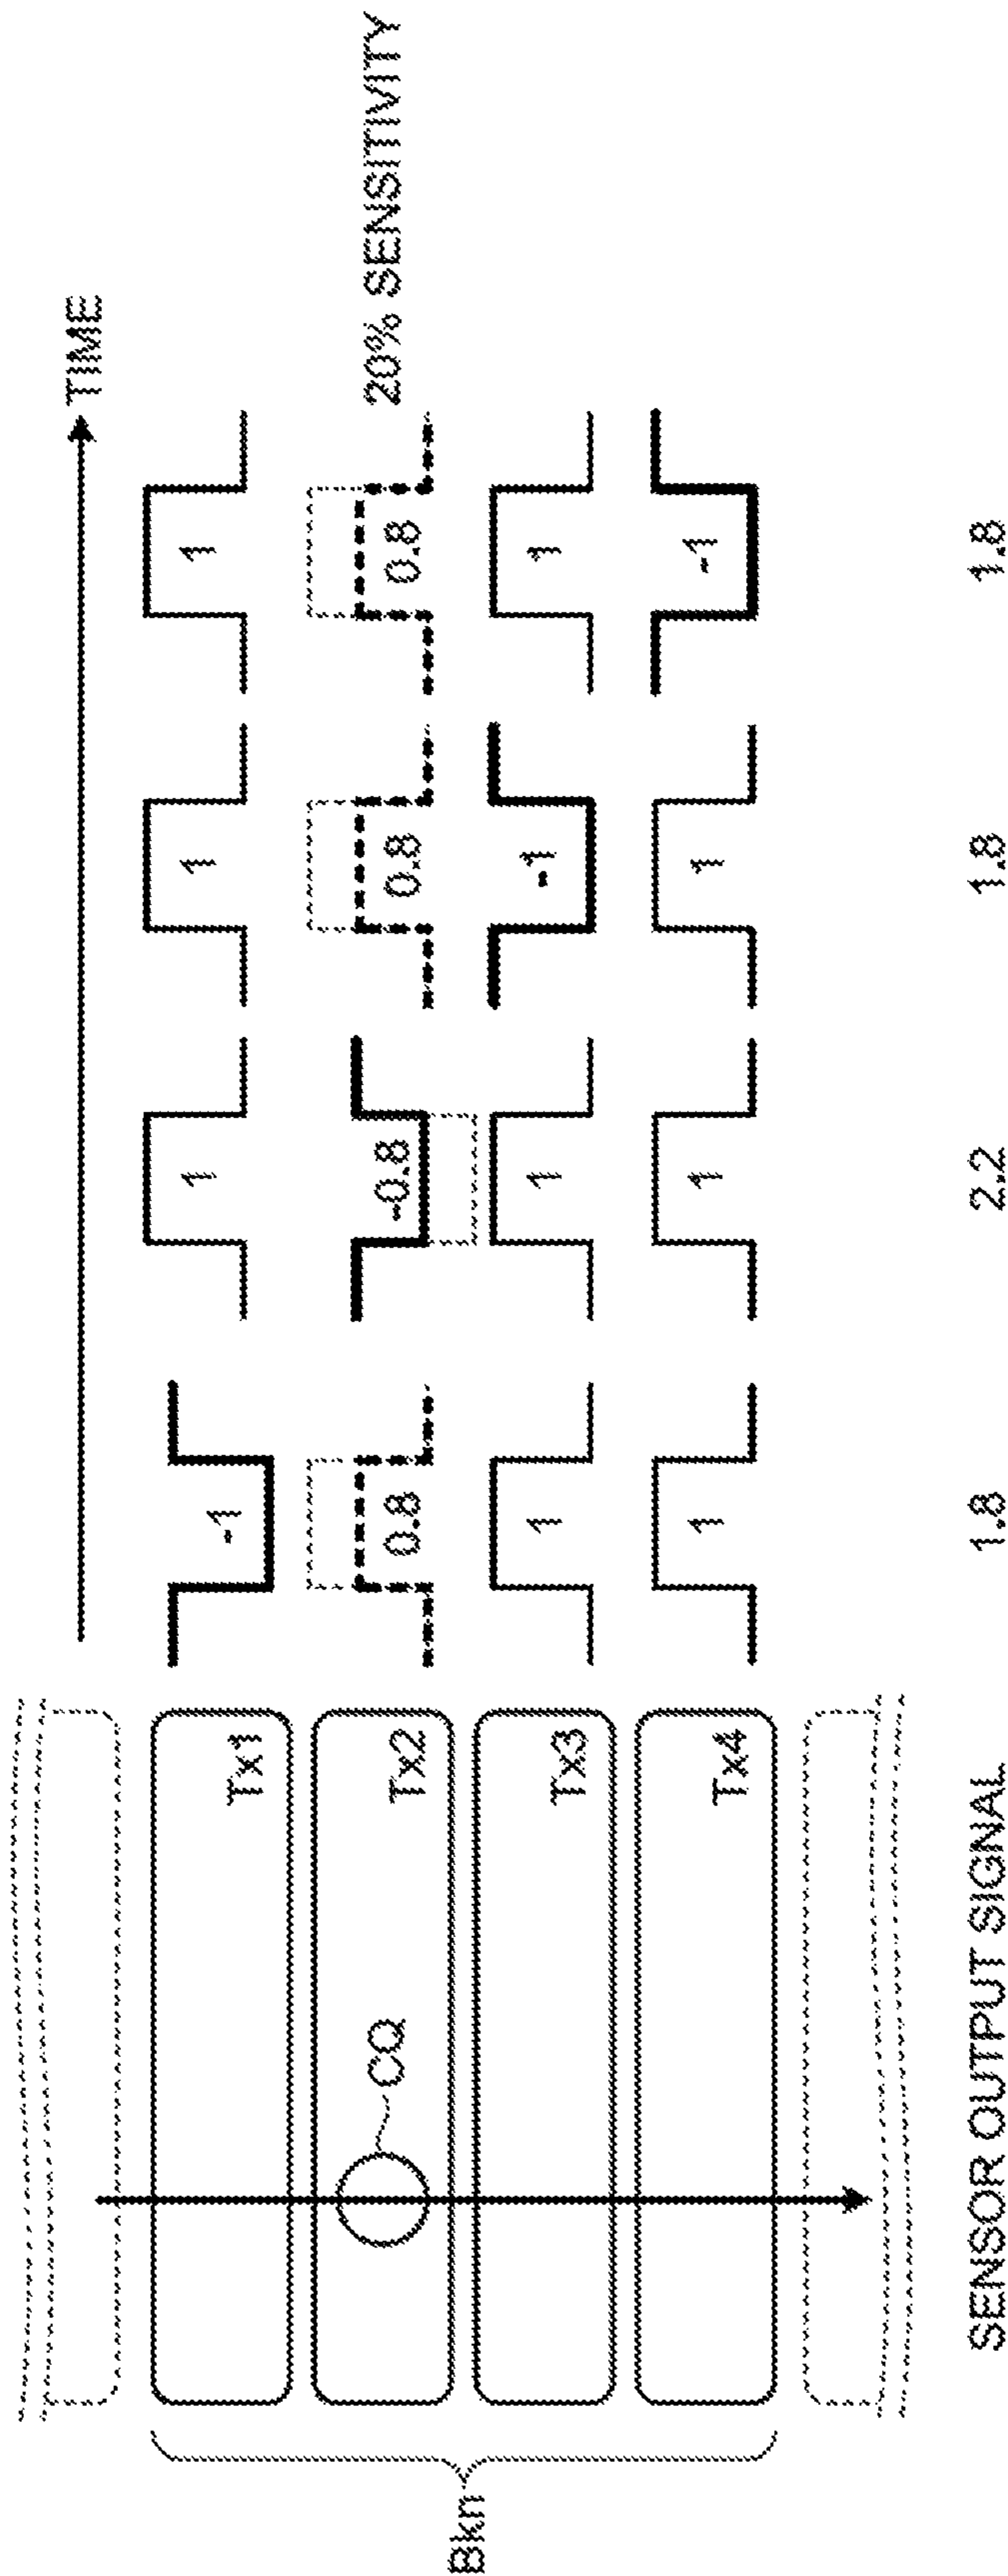 TIME
Bkn
CQ
Tx1
-1
1
1
1
Tx2
0.8
-0.8
0.8
0.8
20% SENSITIVITY
Tx3
1
1
-1
1
Tx4
1
1
1
-1
SENSOR OUTPUT SIGNAL
1.8
2.2
1.8
1.8